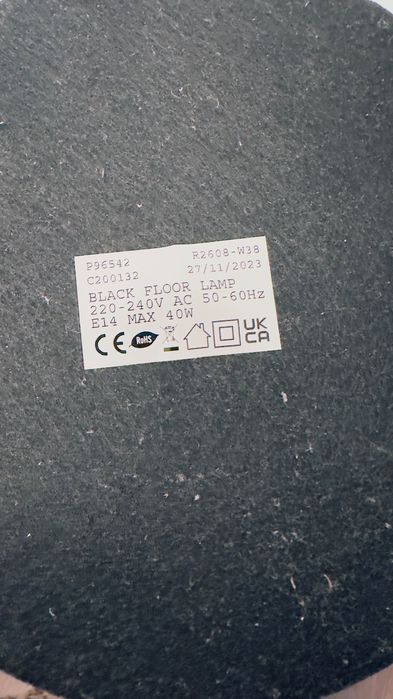 P96542 R2608-W38
C200132 27/11/2023
BLACK FLOOR LAMP
220-240V AC 50-60Hz
E14 MAX 40W
CE RoHS UK
CA